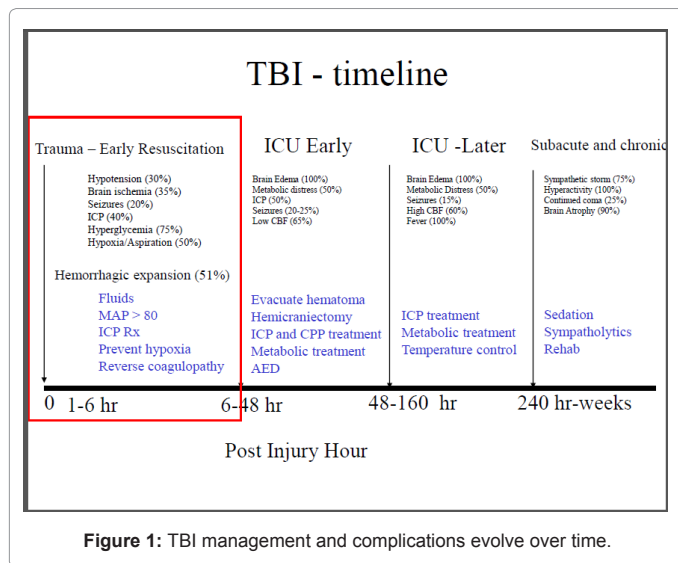 TBI - timeline
Trauma – Early Resuscitation
Hypotension (30%)
Brain ischemia (35%)
Seizures (20%)
ICP (40%)
Hyperglycemia (75%)
Hypoxia/Aspiration (50%)
Hemorrhagic expansion (51%)
Fluids
MAP > 80
ICP Rx
Prevent hypoxia
Reverse coagulopathy
ICU Early
Brain Edema (100%)
Metabolic distress (50%)
ICP (50%)
Seizures (20-25%)
Low CBF (65%)
Evacuate hematoma
Hemicraniectomy
ICP and CPP treatment
Metabolic treatment
AED
ICU -Later
Brain Edema (100%)
Metabolic Distress (50%)
Seizures (15%)
High CBF (60%)
Fever (100%)
ICP treatment
Metabolic treatment
Temperature control
Subacute and chronic
Sympathetic storm (75%)
Hyperactivity (100%)
Continued coma (25%)
Brain Atrophy (90%)
Sedation
Sympatholytics
Rehab
0 1-6 hr 6-48 hr 48-160 hr 240 hr-weeks
Post Injury Hour
Figure 1: TBI management and complications evolve over time.